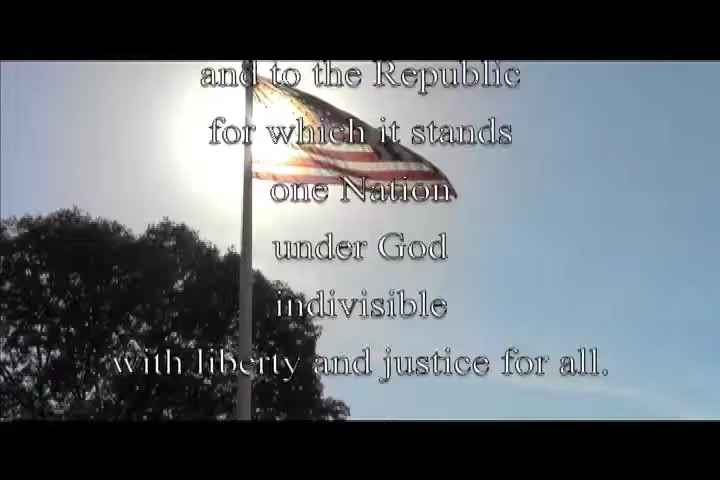 and to the Republic
for which it stands
one Nation
under God
indivisible
with liberty and justice for all.